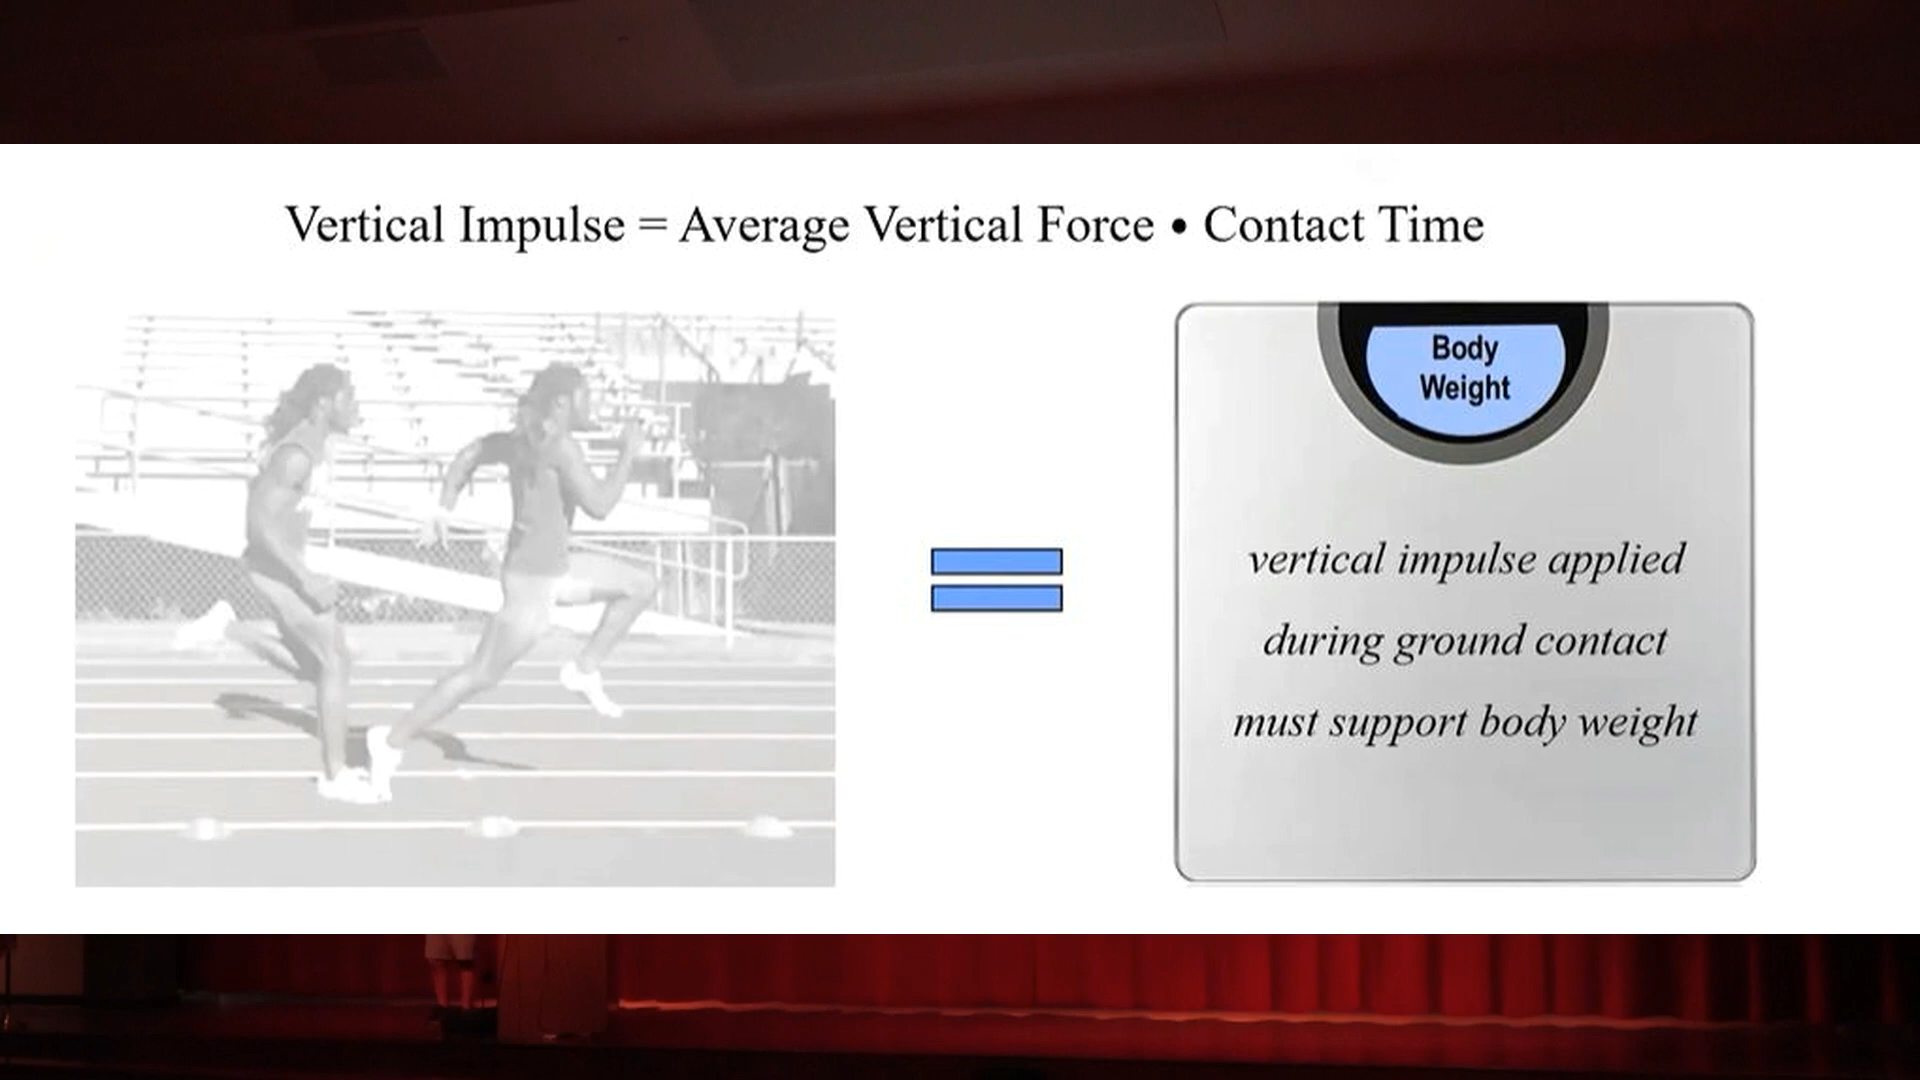 Vertical Impulse = Average Vertical Force • Contact Time
Body
Weight
vertical impulse applied
during ground contact
must support body weight